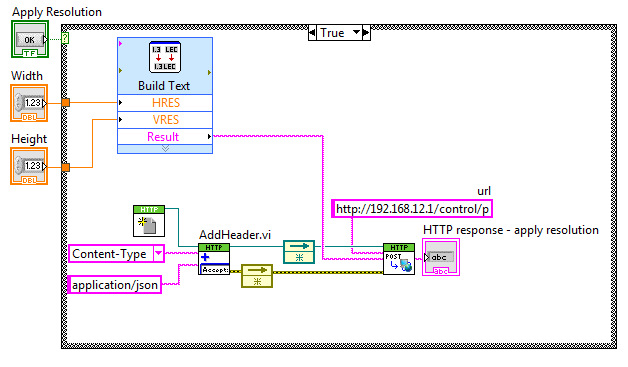 Apply Resolution
OK
TF
?
True
Width
1.23
DBL
Height
1.23
DBL
1.3 LEC
1.3 LEC
Build Text
HRES
VRES
Result
url
http://192.168.12.1/control/p
HTTP
AddHeader.vi
HTTP response - apply resolution
Content-Type
HTTP
Accept:
HTTP
POST
abc
abc
application/json